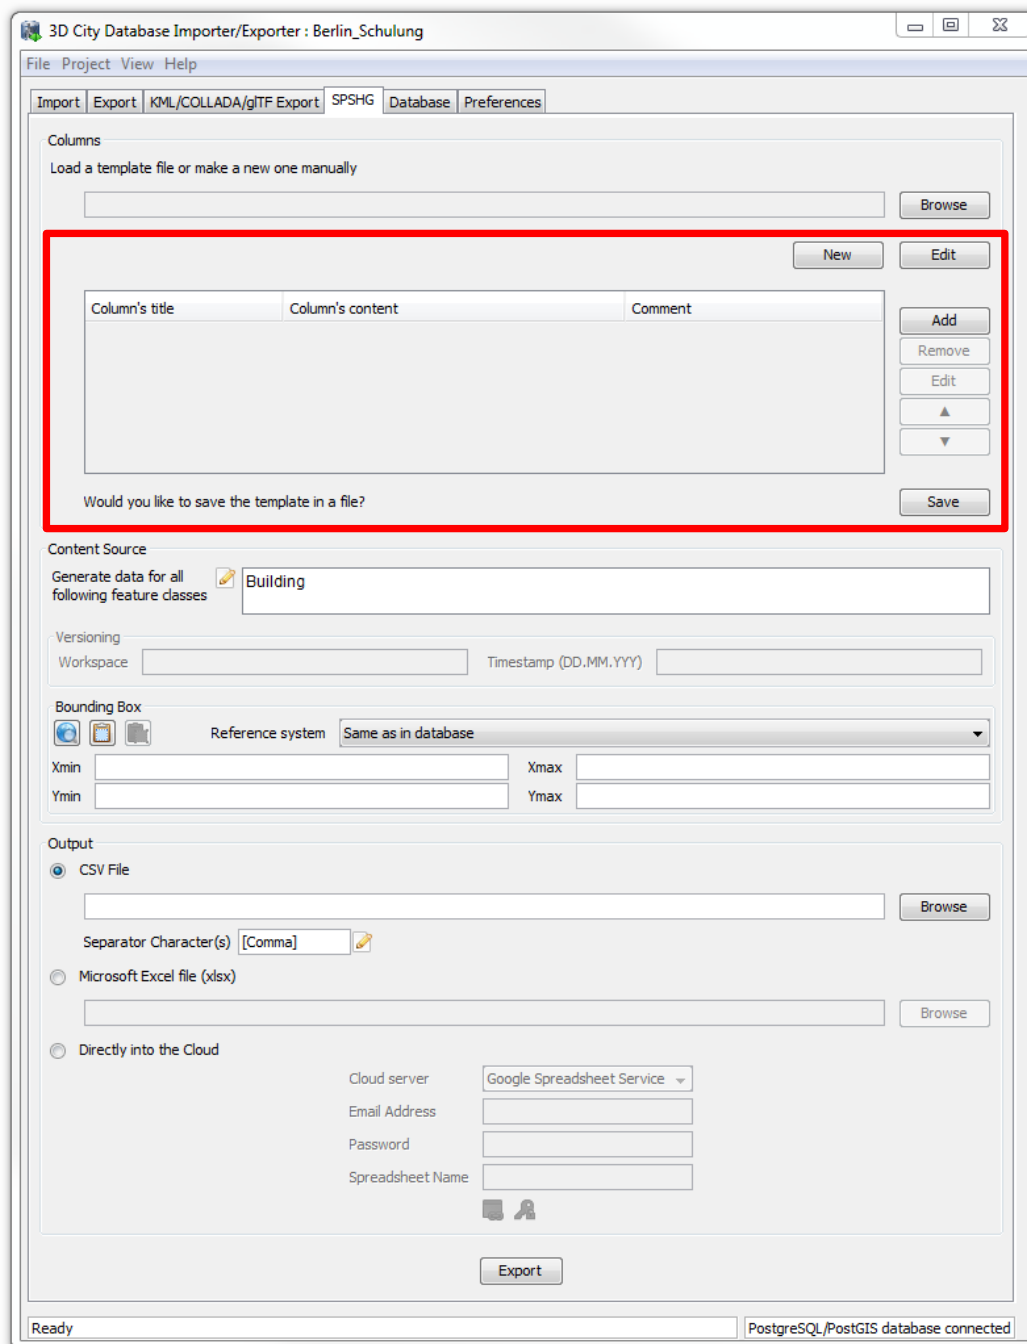 3D City Database Importer/Exporter : Berlin_Schulung
File Project View Help
Import Export KML/COLLADA/glTF Export SPSHG Database Preferences
Columns
Load a template file or make a new one manually
Browse
New Edit
Column's title Column's content Comment
Add
Remove
Edit
Would you like to save the template in a file? Save
Content Source
Generate data for all
following feature classes
Building
Versioning
Workspace Timestamp (DD.MM.YYY)
Bounding Box
Reference system Same as in database
Xmin Xmax
Ymin Ymax
Output
CSV File
Browse
Separator Character(s) [Comma]
Microsoft Excel file (xlsx)
Browse
Directly into the Cloud
Cloud server Google Spreadsheet Service
Email Address
Password
Spreadsheet Name
Export
Ready PostgreSQL/PostGIS database connected